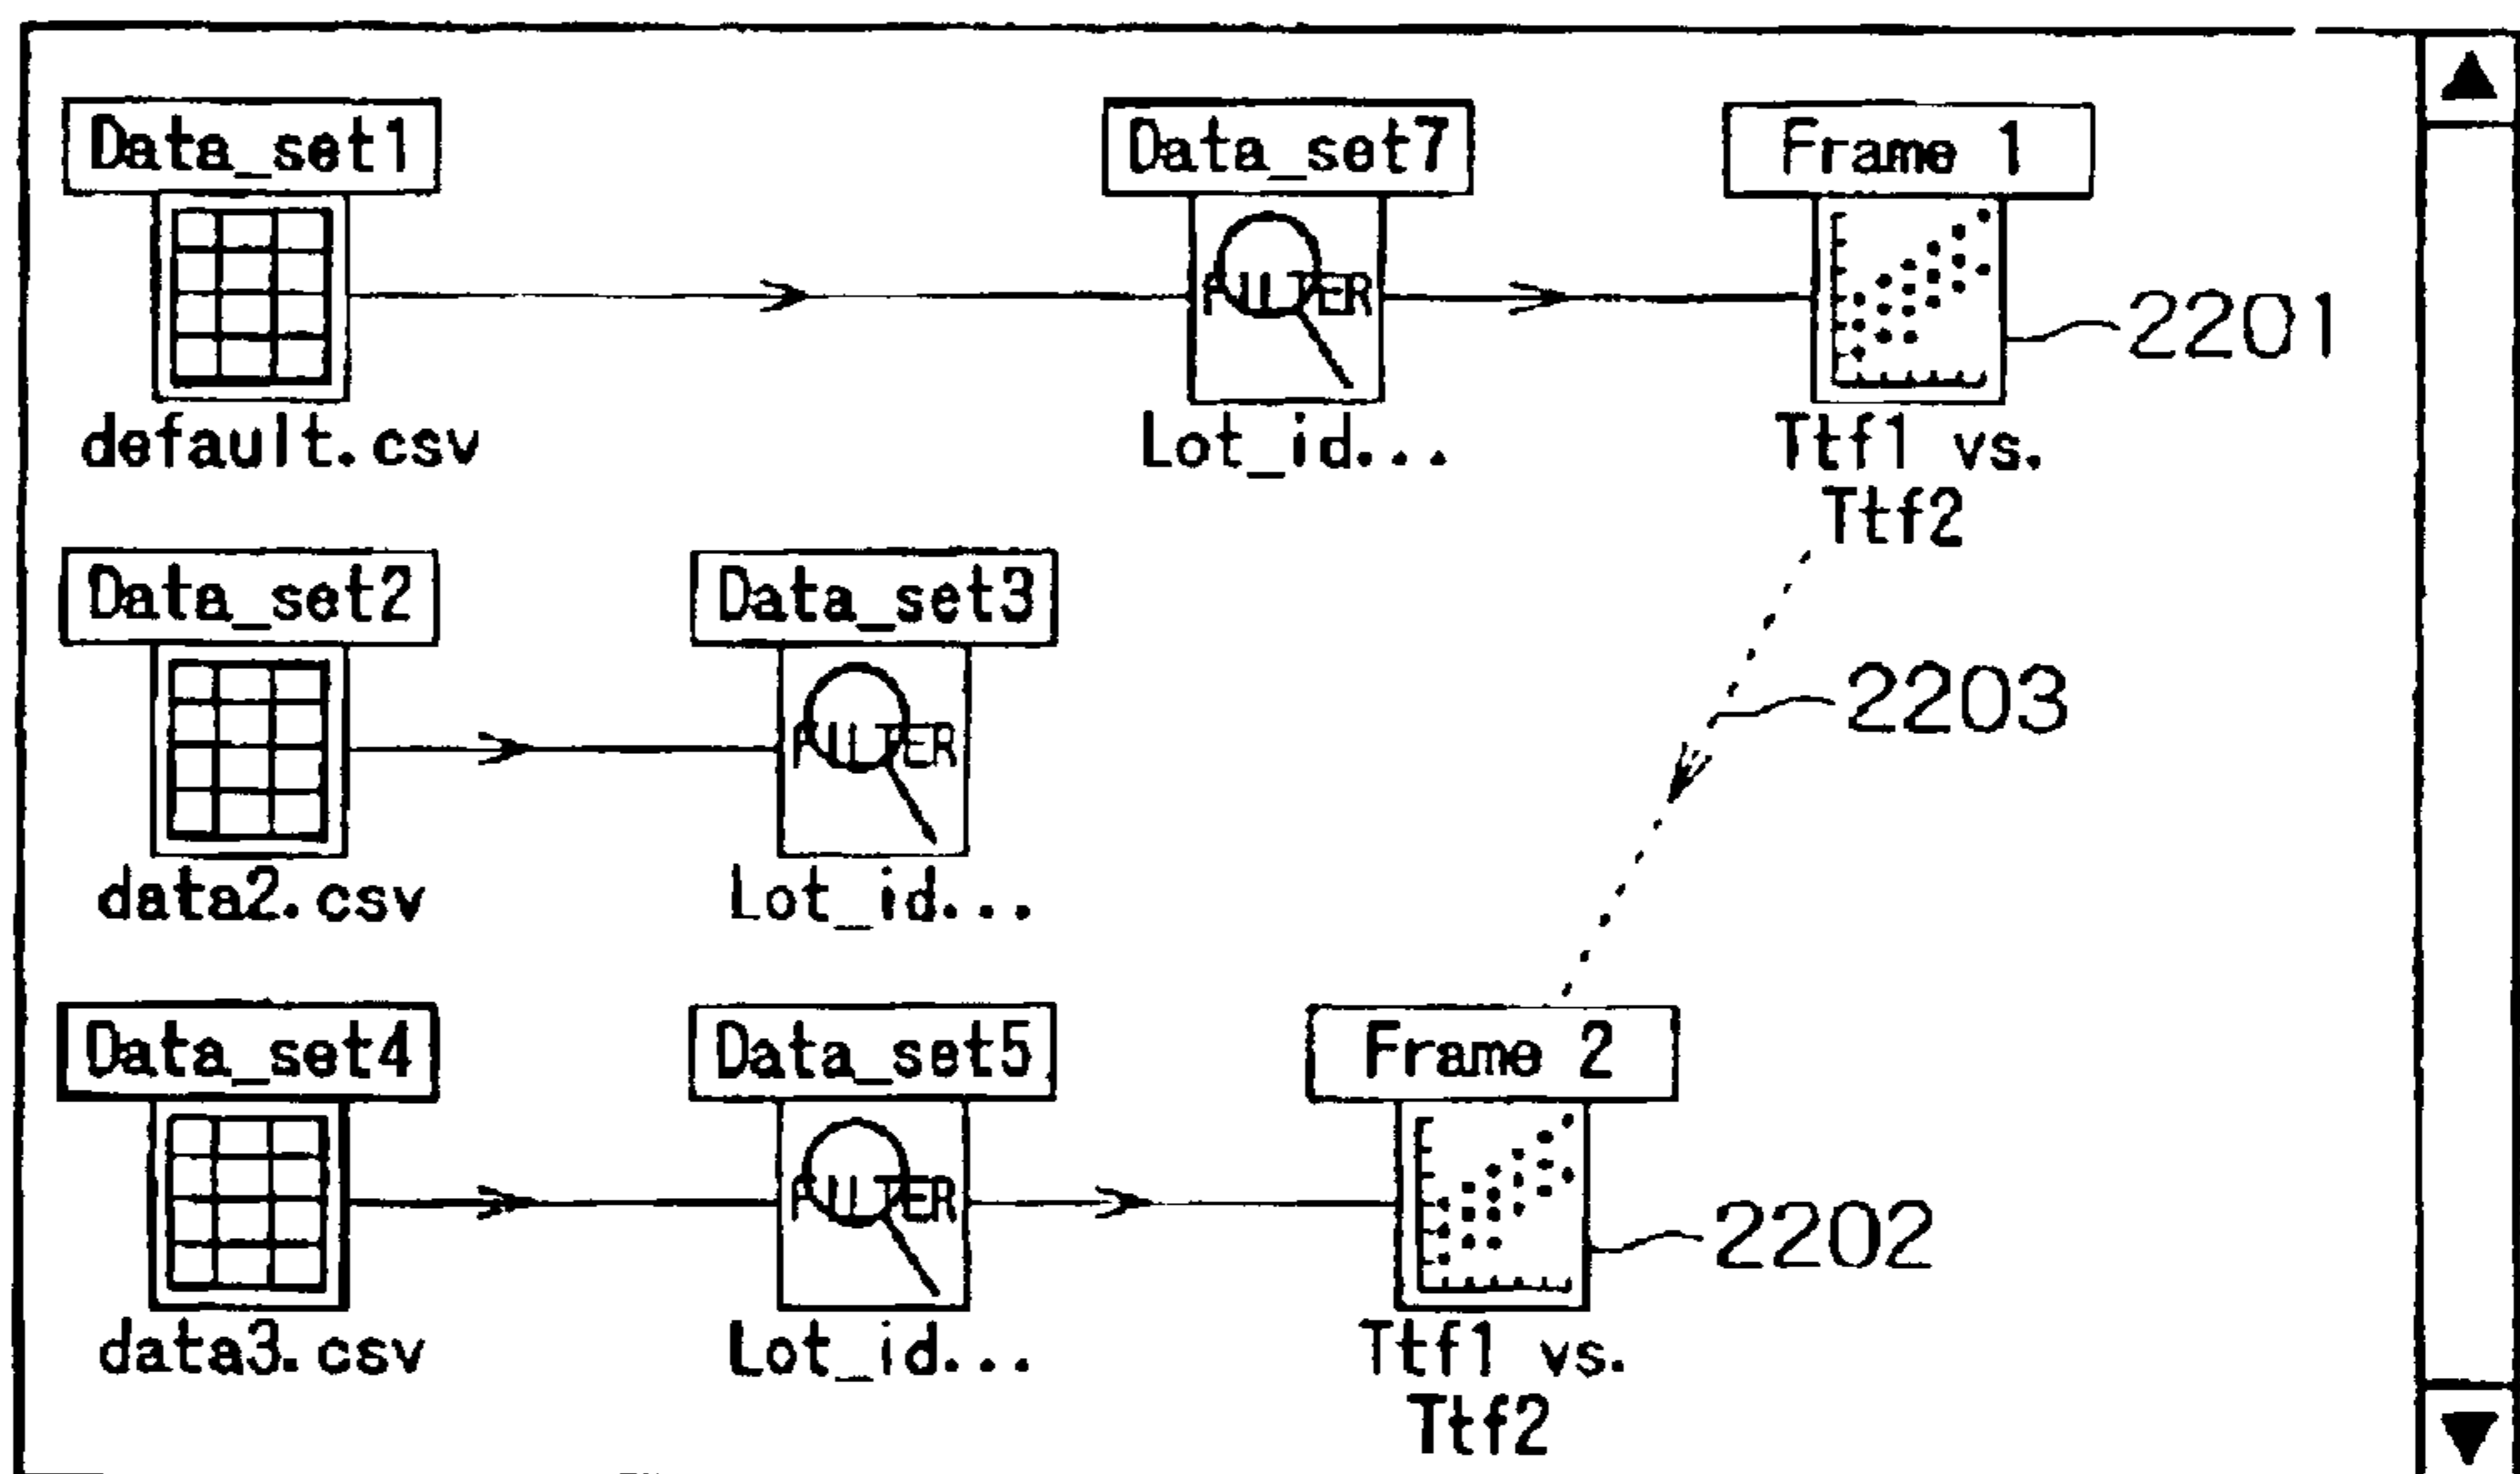 Data_set1
Data_set7
Frame 1
FILTER
2201
default.csv
Lot_id...
Ttf1 vs.
Ttf2
Data_set2
Data_set3
2203
FILTER
data2.csv
Lot_id...
Data_set4
Data_set5
Frame 2
FILTER
2202
data3.csv
Lot_id...
Ttf1 vs.
Ttf2